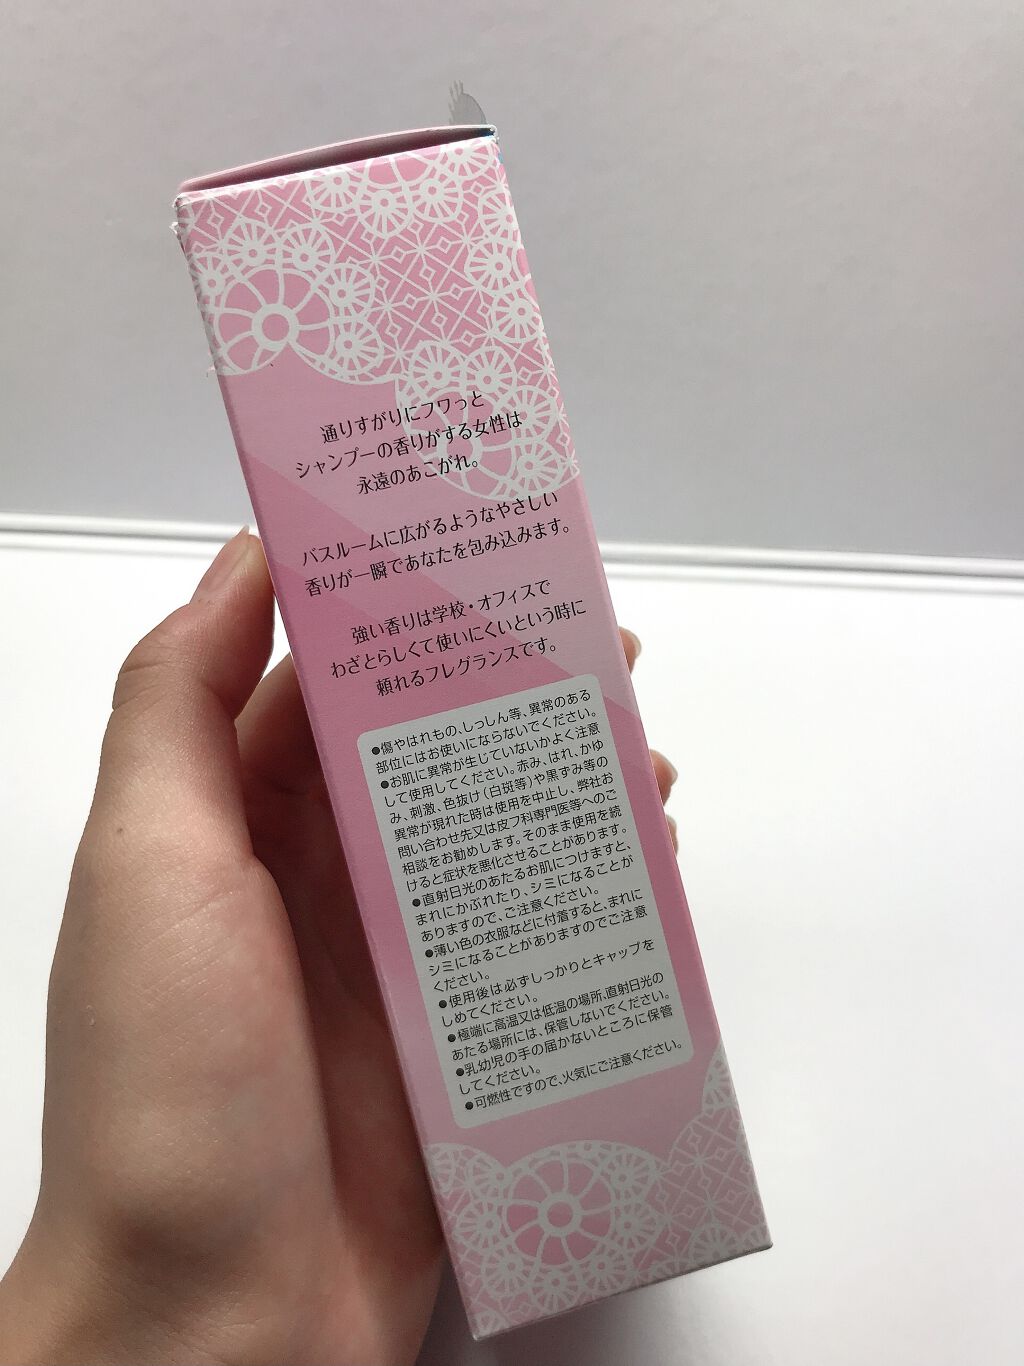 通りすがりにフワっと
シャンプーの香りがする女性は
永遠のあこがれ。
バスルームに広がるようなやさしい
香りが一瞬であなたを包み込みます。
強い香りは学校・オフィスで
わざとらしくて使いにくいという時に
頼れるフレグランスです。
●傷やはれもの、しっしん等、異常のある
部位にはお使いにならないでください。
●お肌に異常が生じていないかよく注意
して使用してください。赤み、はれ、かゆ
み、刺激、色抜け(白斑等)や黒ずみ等の
異常が現れた時は使用を中止し、弊社お
問い合わせ先又は皮フ科専門医等へのご
相談をお勧めします。そのまま使用を続
けると症状を悪化させることがあります。
●直射日光のあたるお肌につけますと、
まれにかぶれたり、シミになることが
ありますので、ご注意ください。
●薄い色の衣服などに付着すると、まれに
シミになることがありますのでご注意
ください。
●使用後は必ずしっかりとキャップを
しめてください。
●極端に高温又は低温の場所、直射日光の
あたる場所には、保管しないでください。
●乳幼児の手の届かないところに保管
してください。
●可燃性ですので、火気にご注意ください。